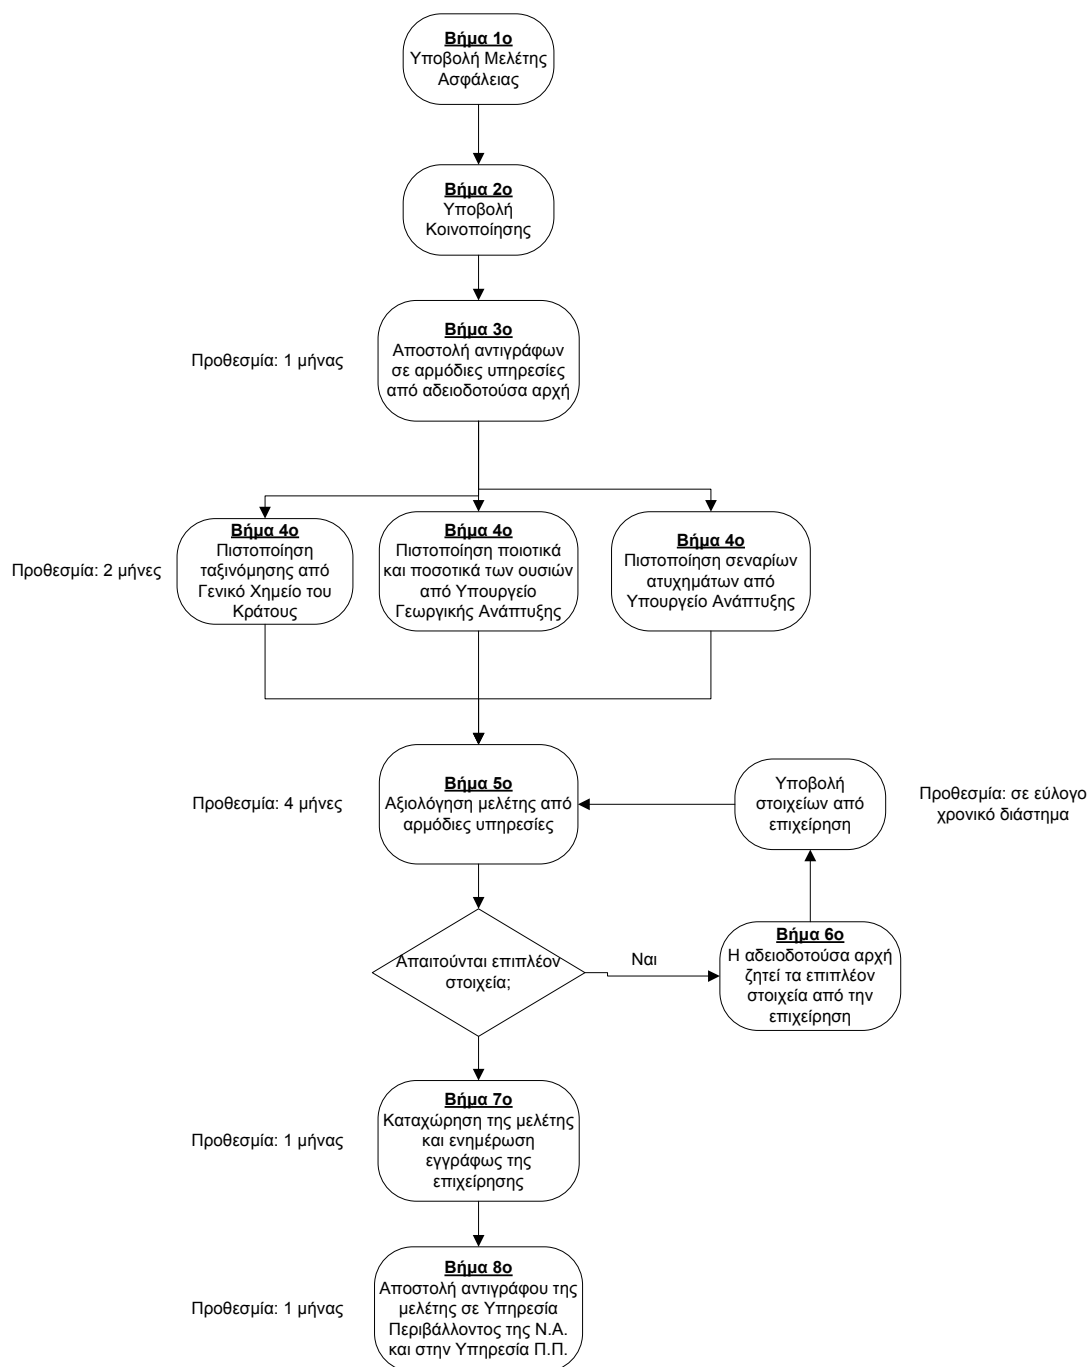 Βήμα 1ο
Υποβολή Μελέτης
Ασφάλειας
Βήμα 2ο
Υποβολή
Κοινοποίησης
Προθεσμία: 1 μήνας
Βήμα 3ο
Αποστολή αντιγράφων
σε αρμόδιες υπηρεσίες
από αδειοδοτούσα αρχή
Προθεσμία: 2 μήνες
Βήμα 4ο
Πιστοποίηση
ταξινόμησης από
Γενικό Χημείο του
Κράτους
Βήμα 4ο
Πιστοποίηση ποιοτικά
και ποσοτικά των ουσιών
από Υπουργείο
Γεωργικής Ανάπτυξης
Βήμα 4ο
Πιστοποίηση σεναρίων
ατυχημάτων από
Υπουργείο Ανάπτυξης
Προθεσμία: 4 μήνες
Βήμα 5ο
Αξιολόγηση μελέτης από
αρμόδιες υπηρεσίες
Υποβολή
στοιχείων από
επιχείρηση
Προθεσμία: σε εύλογο
χρονικό διάστημα
Απαιτούνται επιπλέον
στοιχεία;
Ναι
Βήμα 6ο
Η αδειοδοτούσα αρχή
ζητεί τα επιπλέον
στοιχεία από την
επιχείρηση
Προθεσμία: 1 μήνας
Βήμα 7ο
Καταχώρηση της μελέτης
και ενημέρωση
εγγράφως της
επιχείρησης
Προθεσμία: 1 μήνας
Βήμα 8ο
Αποστολή αντιγράφου της
μελέτης σε Υπηρεσία
Περιβάλλοντος της Ν.Α.
και στην Υπηρεσία Π.Π.